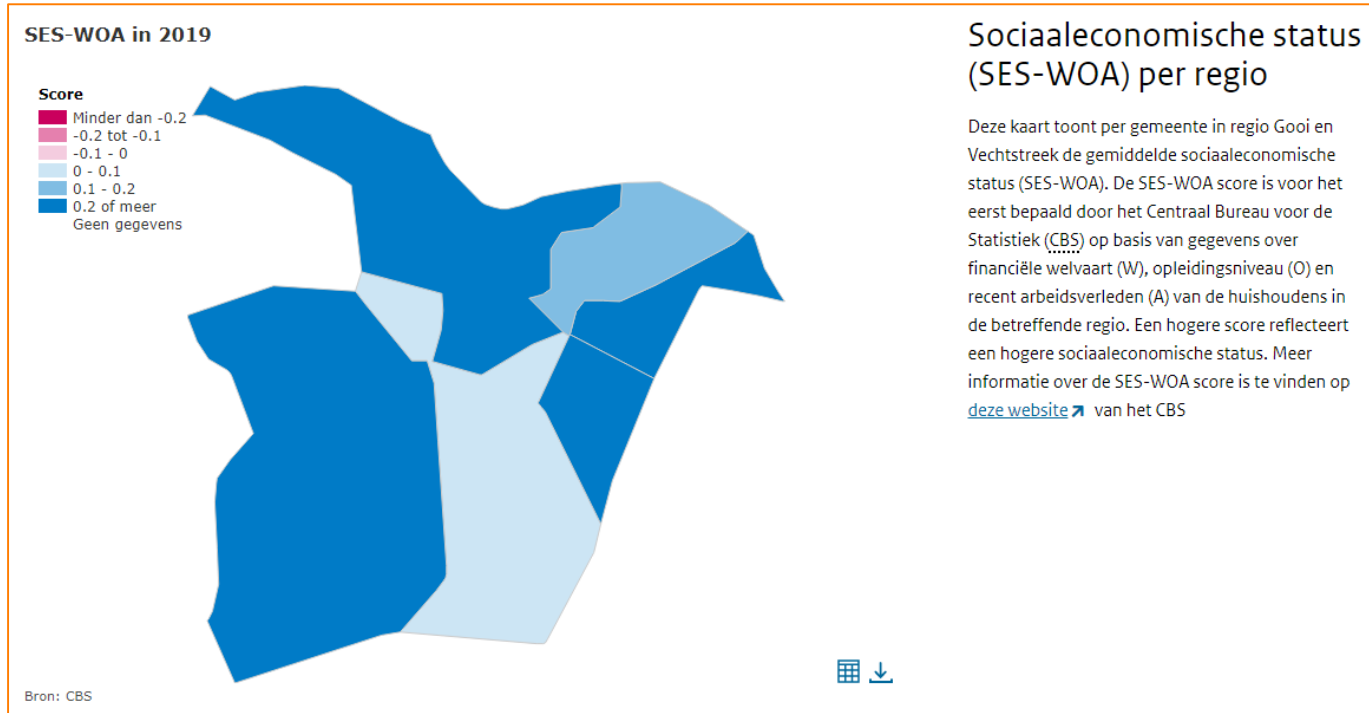 SES-WOA in 2019
Score
Minder dan -0.2
-0.2 tot -0.1
-0.1 - 0
0 - 0.1
0.1 - 0.2
0.2 of meer
Geen gegevens
Bron: CBS
Sociaaleconomische status
(SES-WOA) per regio
Deze kaart toont per gemeente in regio Gooi en
Vechtstreek de gemiddelde sociaaleconomische
status (SES-WOA). De SES-WOA score is voor het
eerst bepaald door het Centraal Bureau voor de
Statistiek (CBS) op basis van gegevens over
financiële welvaart (W), opleidingsniveau (O) en
recent arbeidsverleden (A) van de huishoudens in
de betreffende regio. Een hogere score reflecteert
een hogere sociaaleconomische status. Meer
informatie over de SES-WOA score is te vinden op
deze website van het CBS